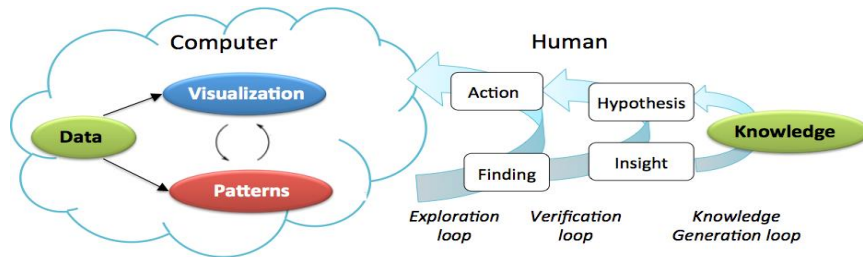 Computer
Human
Visualization
Action
Hypothesis
Data
Knowledge
Patterns
Finding
Insight
Exploration
loop
Verification
loop
Knowledge
Generation loop